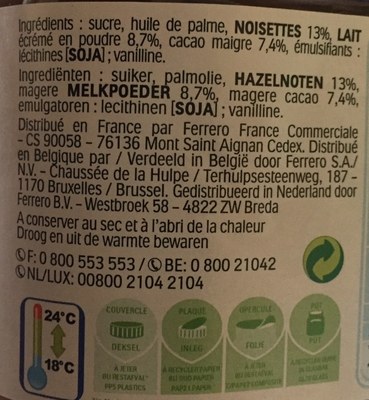 Ingrédients : sucre, huile de palme, NOISETTES 13%, LAIT
écrémé en poudre 8,7%, cacao maigre 7,4%, émulsifiants :
lécithines [SOJA] ; vanilline.
Ingrediënten : suiker, palmolie, HAZELNOTEN 13%,
magere MELKPOEDER 8,7%, magere cacao 7,4%,
emulgatoren : lecithinen [SOJA] ; vanilline.
Distribué en France par Ferrero France Commerciale
- CS 90058 - 76136 Mont Saint Aignan Cedex. Distribué
en Belgique par / Verdeeld in België door Ferrero S.A./
N.V. - Chaussée de la Hulpe / Terhulpsesteenweg, 187 -
1170 Bruxelles / Brussel. Gedistribueerd in Nederland door
Ferrero B.V. - Westbroek 58 - 4822 ZW Breda
A conserver au sec et à l'abri de la chaleur
Droog en uit de warmte bewaren
F: 0 800 553 553 / BE: 0 800 21042
NL/LUX: 00800 2104 2104
24°C
18°C
COUVERCLE
DEKSEL
PLAQUE
INLEG
OPERCULE
FOLIE
POT
POT